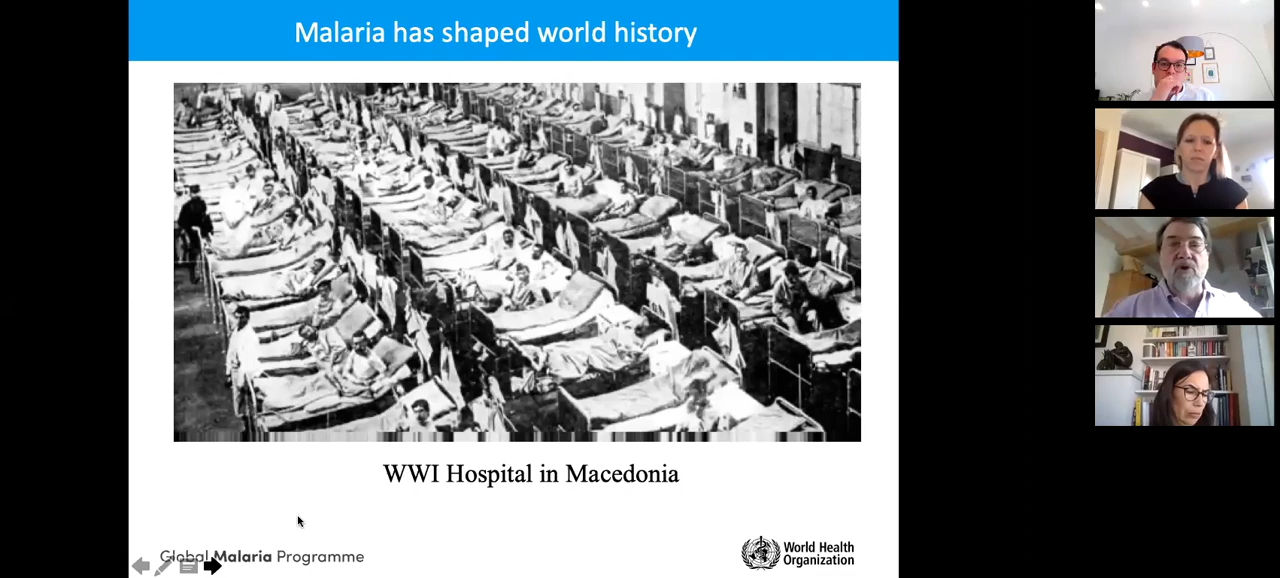 Malaria has shaped world history
WWI Hospital in Macedonia
Global Malaria Programme
World Health
Organization